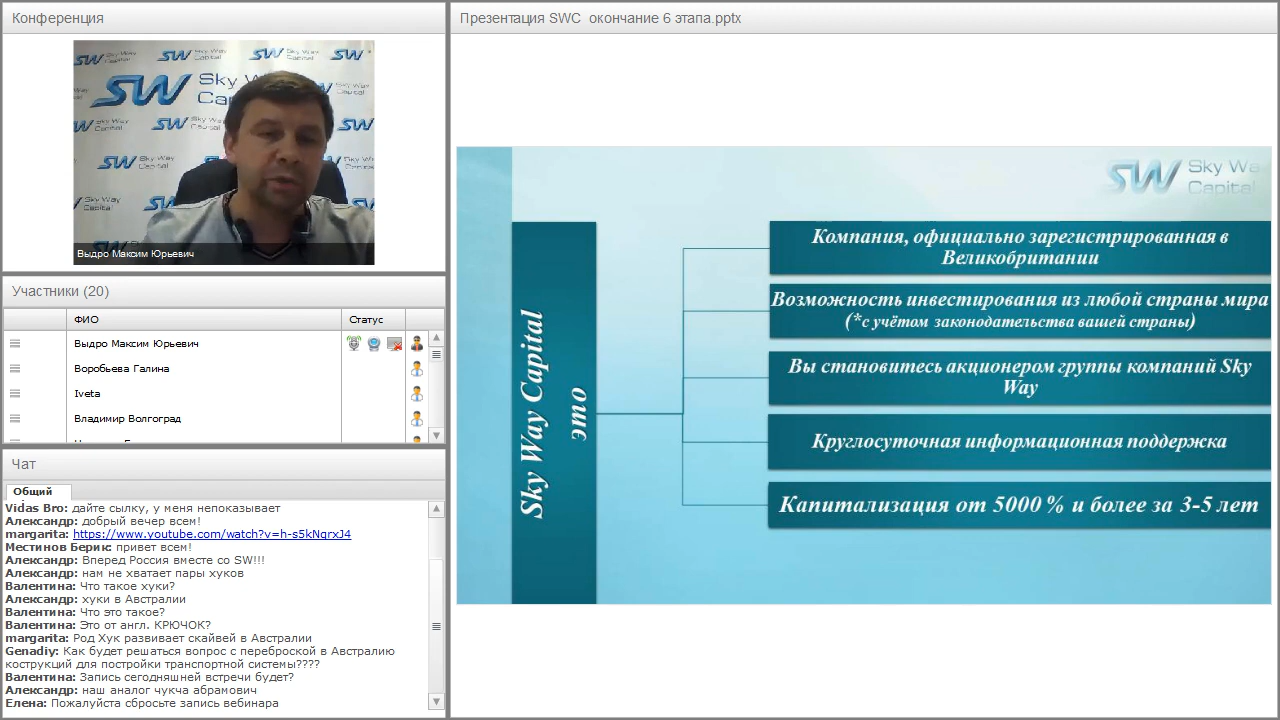 Конференция
Sky Way
Capital
Выдро Максим Юрьевич
Участники (20)
ФИО
Статус
Выдро Максим Юрьевич
Воробьева Галина
Iveta
Владимир Волгоград
Чат
Общий
Vidas Bro: дайте сылку, у меня непоказывает
Александр: добрый вечер всем!
margarita: https://www.youtube.com/watch?v=h-s5kNqrxJ4
Местинов Берик: привет всем!
Александр: Вперед Россия вместе со SW!!!
Александр: нам не хватает пары хуков
Валентина: Что такое хуки?
Александр: хуки в Австралии
Валентина: Что это такое?
Валентина: Это от англ. КРЮЧОК?
margarita: Род Хук развивает скайвей в Австралии
Genadiy: Как будет решаться вопрос с переброской в Австралию
кострукций для постройки транспортной системы????
Валентина: Запись сегодняшней встречи будет?
Александр: наш аналог чукча абрамович
Елена: Пожалуйста сбросьте запись вебинара
Презентация SWC окончание 6 этапа.pptx
SW Sky Way
Capital
Sky Way Capital
это
Компания, официально зарегистрированная в
Великобритании
Возможность инвестирования из любой страны мира
(*с учётом законодательства вашей страны)
Вы становитесь акционером группы компаний Sky
Way
Круглосуточная информационная поддержка
Капитализация от 5000 % и более за 3-5 лет